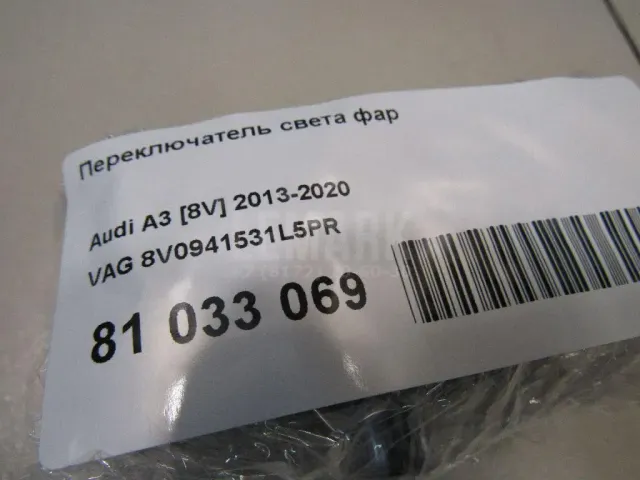 Переключатель света фар
Audi A3 [8V] 2013-2020
VAG 8V0941531L5PR
81 033 069